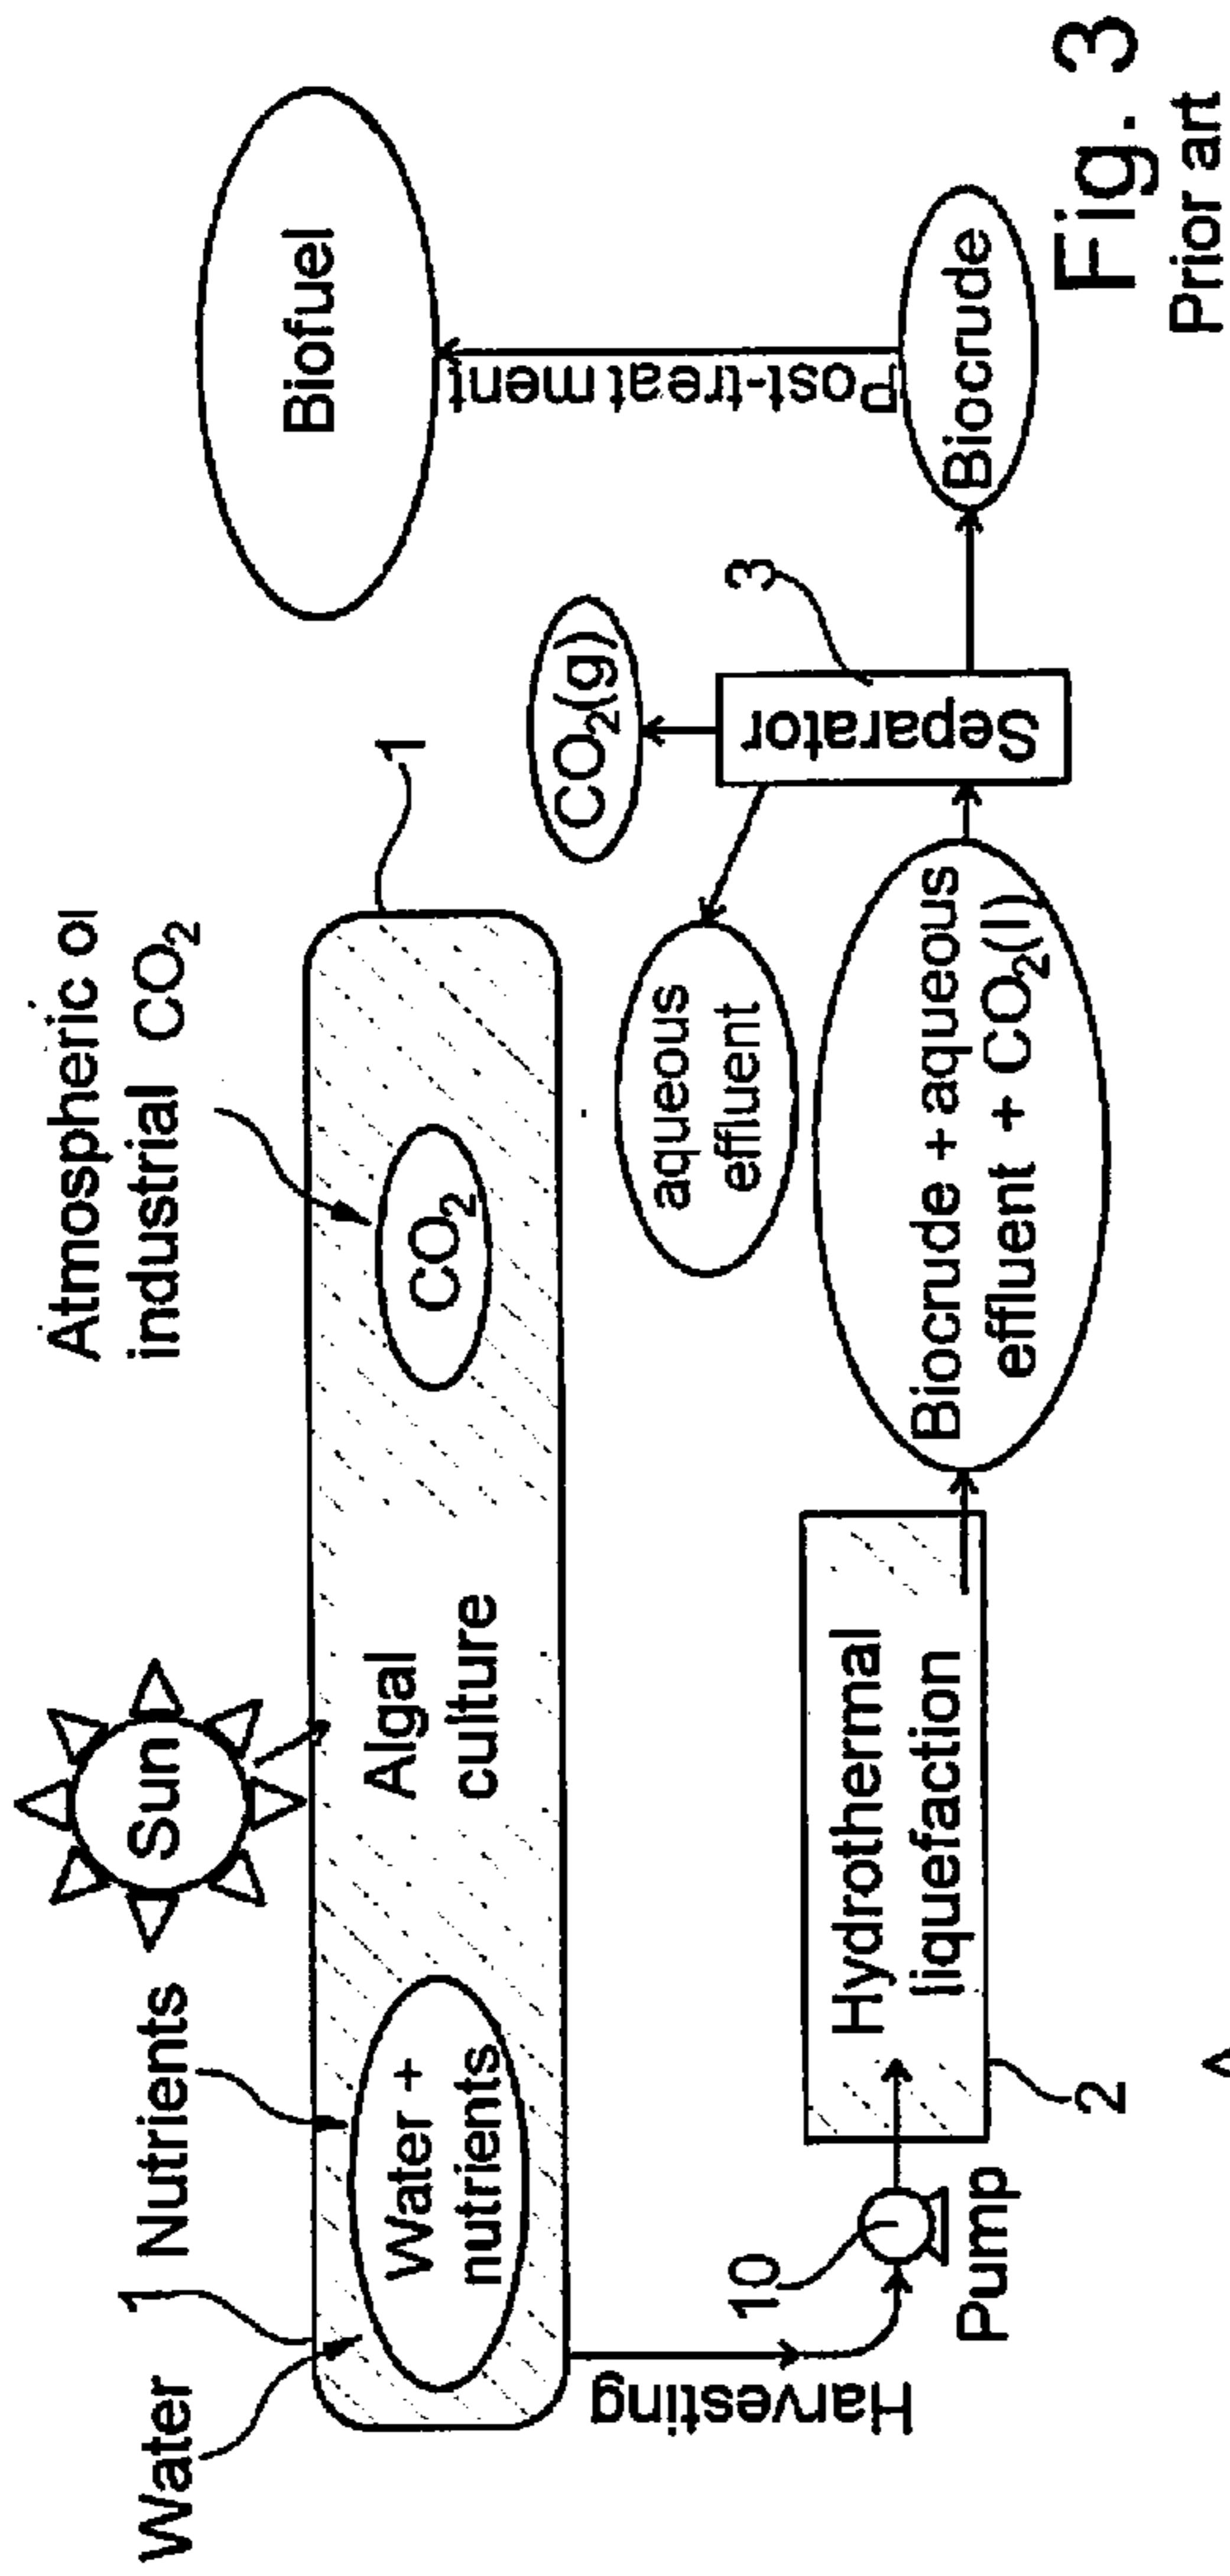 Atmospheric or
industrial CO₂
Sun
Nutrients
1
Water
1
Water +
nutrients
Algal
culture
CO₂
Harvesting
10
Pump
Hydrothermal
liquefaction
2
Biocrude + aqueous
effluent + CO₂(l)
aqueous
effluent
CO₂(g)
Separator
3
Biocrude
Post-treatment
Biofuel
Fig. 3
Prior art